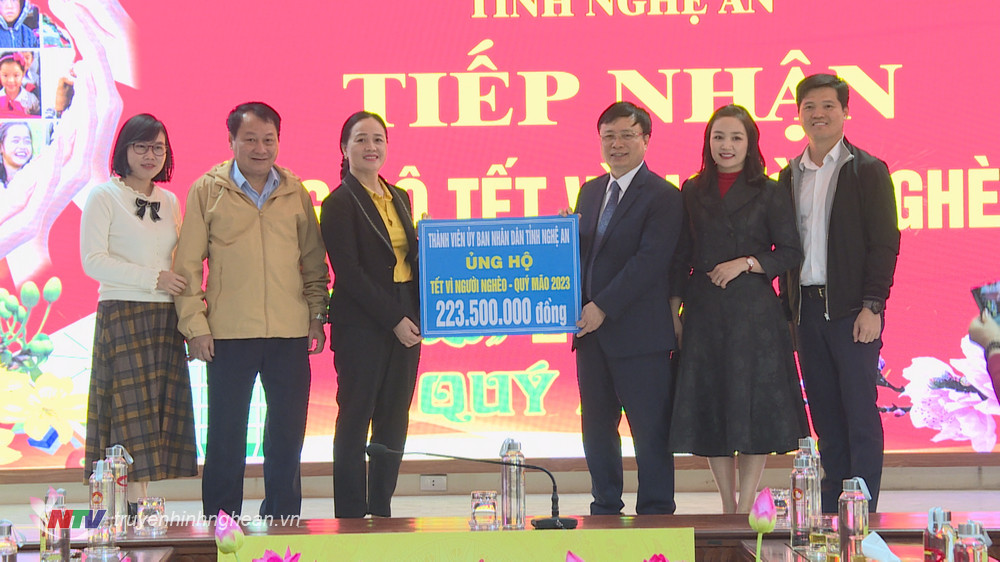 TỈNH NGHỆ AN
TIẾP NHẬN
TẾT
THÀNH VIÊN ỦY BAN NHÂN DÂN TỈNH NGHỆ AN
ỦNG HỘ
TẾT VÌ NGƯỜI NGHÈO - QUÝ MÃO 2023
223.500.000 đồng
QUÝ
NTV truyenhinhnghean.vn